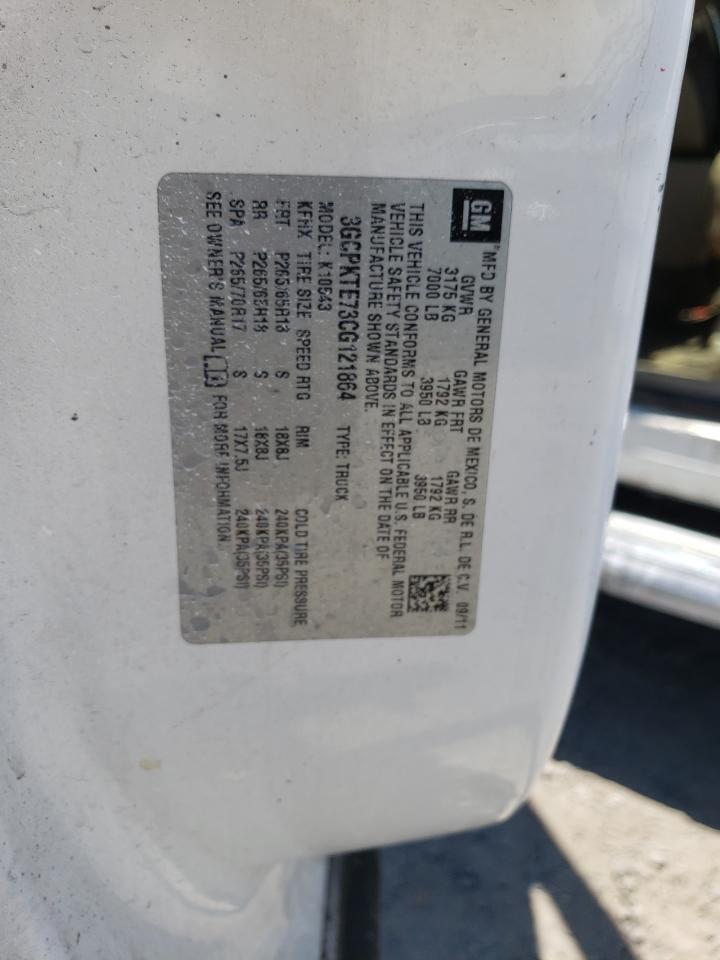 GM MFD BY GENERAL MOTORS DE MEXICO, S. DE R.L. DE C.V. 09/11
GVWR GAWR FRT GAWR RR
3175 KG 1792 KG 1792 KG
7000 LB 3950 LB 3950 LB
THIS VEHICLE CONFORMS TO ALL APPLICABLE U.S. FEDERAL MOTOR
VEHICLE SAFETY STANDARDS IN EFFECT ON THE DATE OF
MANUFACTURE SHOWN ABOVE.
3GCPKTE73CG121864 TYPE: TRUCK
MODEL: K10543
KFNX TIRE SIZE SPEED RTG RIM COLD TIRE PRESSURE
FRT P265/65R18 S 18X8J 240KPA(35PSI)
RR P265/65R18 S 18X8J 240KPA(35PSI)
SPA P265/70R17 S 17X7.5J 240KPA(35PSI)
SEE OWNER'S MANUAL FOR MORE INFORMATION.